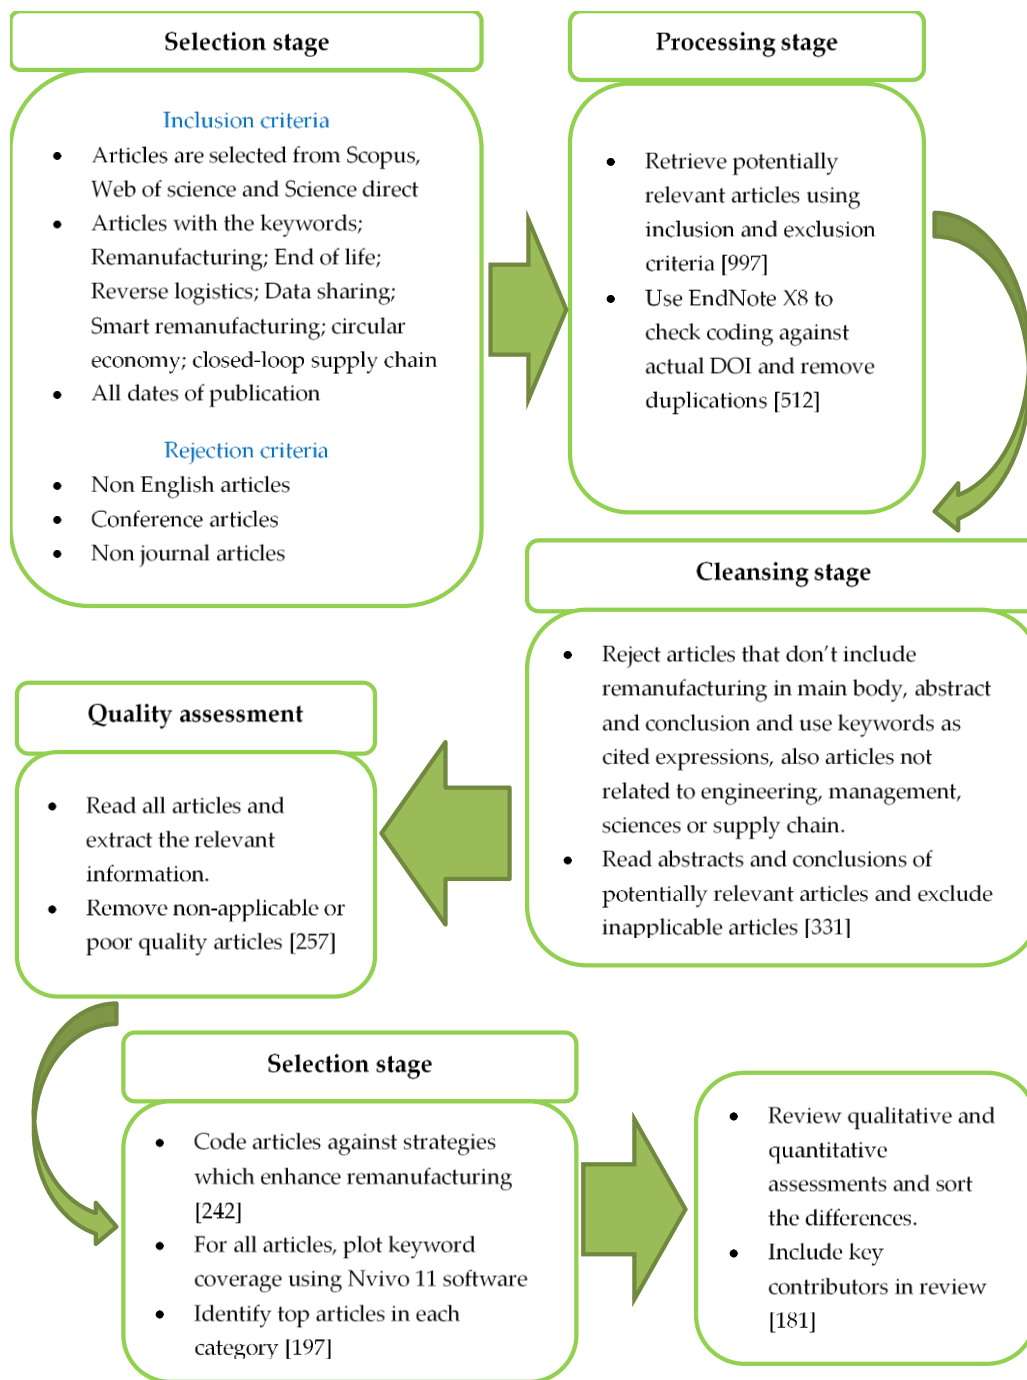 Selection stage
Inclusion criteria
• Articles are selected from Scopus,
Web of science and Science direct
• Articles with the keywords;
Remanufacturing; End of life;
Reverse logistics; Data sharing;
Smart remanufacturing; circular
economy; closed-loop supply chain
• All dates of publication
Rejection criteria
• Non English articles
• Conference articles
• Non journal articles
Processing stage
• Retrieve potentially
relevant articles using
inclusion and exclusion
criteria [997]
• Use EndNote X8 to
check coding against
actual DOI and remove
duplications [512]
Cleansing stage
• Reject articles that don't include
remanufacturing in main body, abstract
and conclusion and use keywords as
cited expressions, also articles not
related to engineering, management,
sciences or supply chain.
• Read abstracts and conclusions of
potentially relevant articles and exclude
inapplicable articles [331]
Quality assessment
• Read all articles and
extract the relevant
information.
• Remove non-applicable or
poor quality articles [257]
Selection stage
• Code articles against strategies
which enhance remanufacturing
[242]
• For all articles, plot keyword
coverage using Nvivo 11 software
• Identify top articles in each
category [197]
• Review qualitative and
quantitative
assessments and sort
the differences.
• Include key
contributors in review
[181]